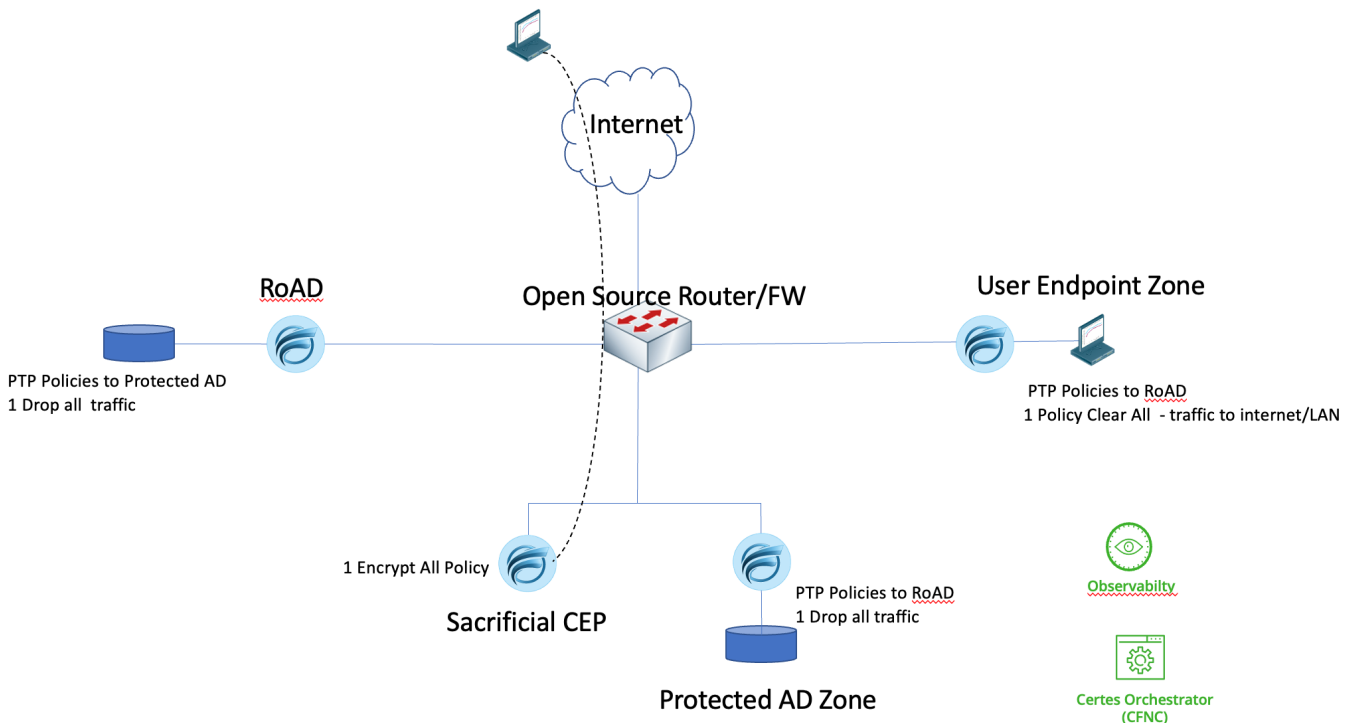 Internet
RoAD
Open Source Router/FW
User Endpoint Zone
PTP Policies to Protected AD
1 Drop all traffic
PTP Policies to RoAD
1 Policy Clear All - traffic to internet/LAN
1 Encrypt All Policy
Sacrificial CEP
PTP Policies to RoAD
1 Drop all traffic
Protected AD Zone
Observabilty
Certes Orchestrator
(CFNC)